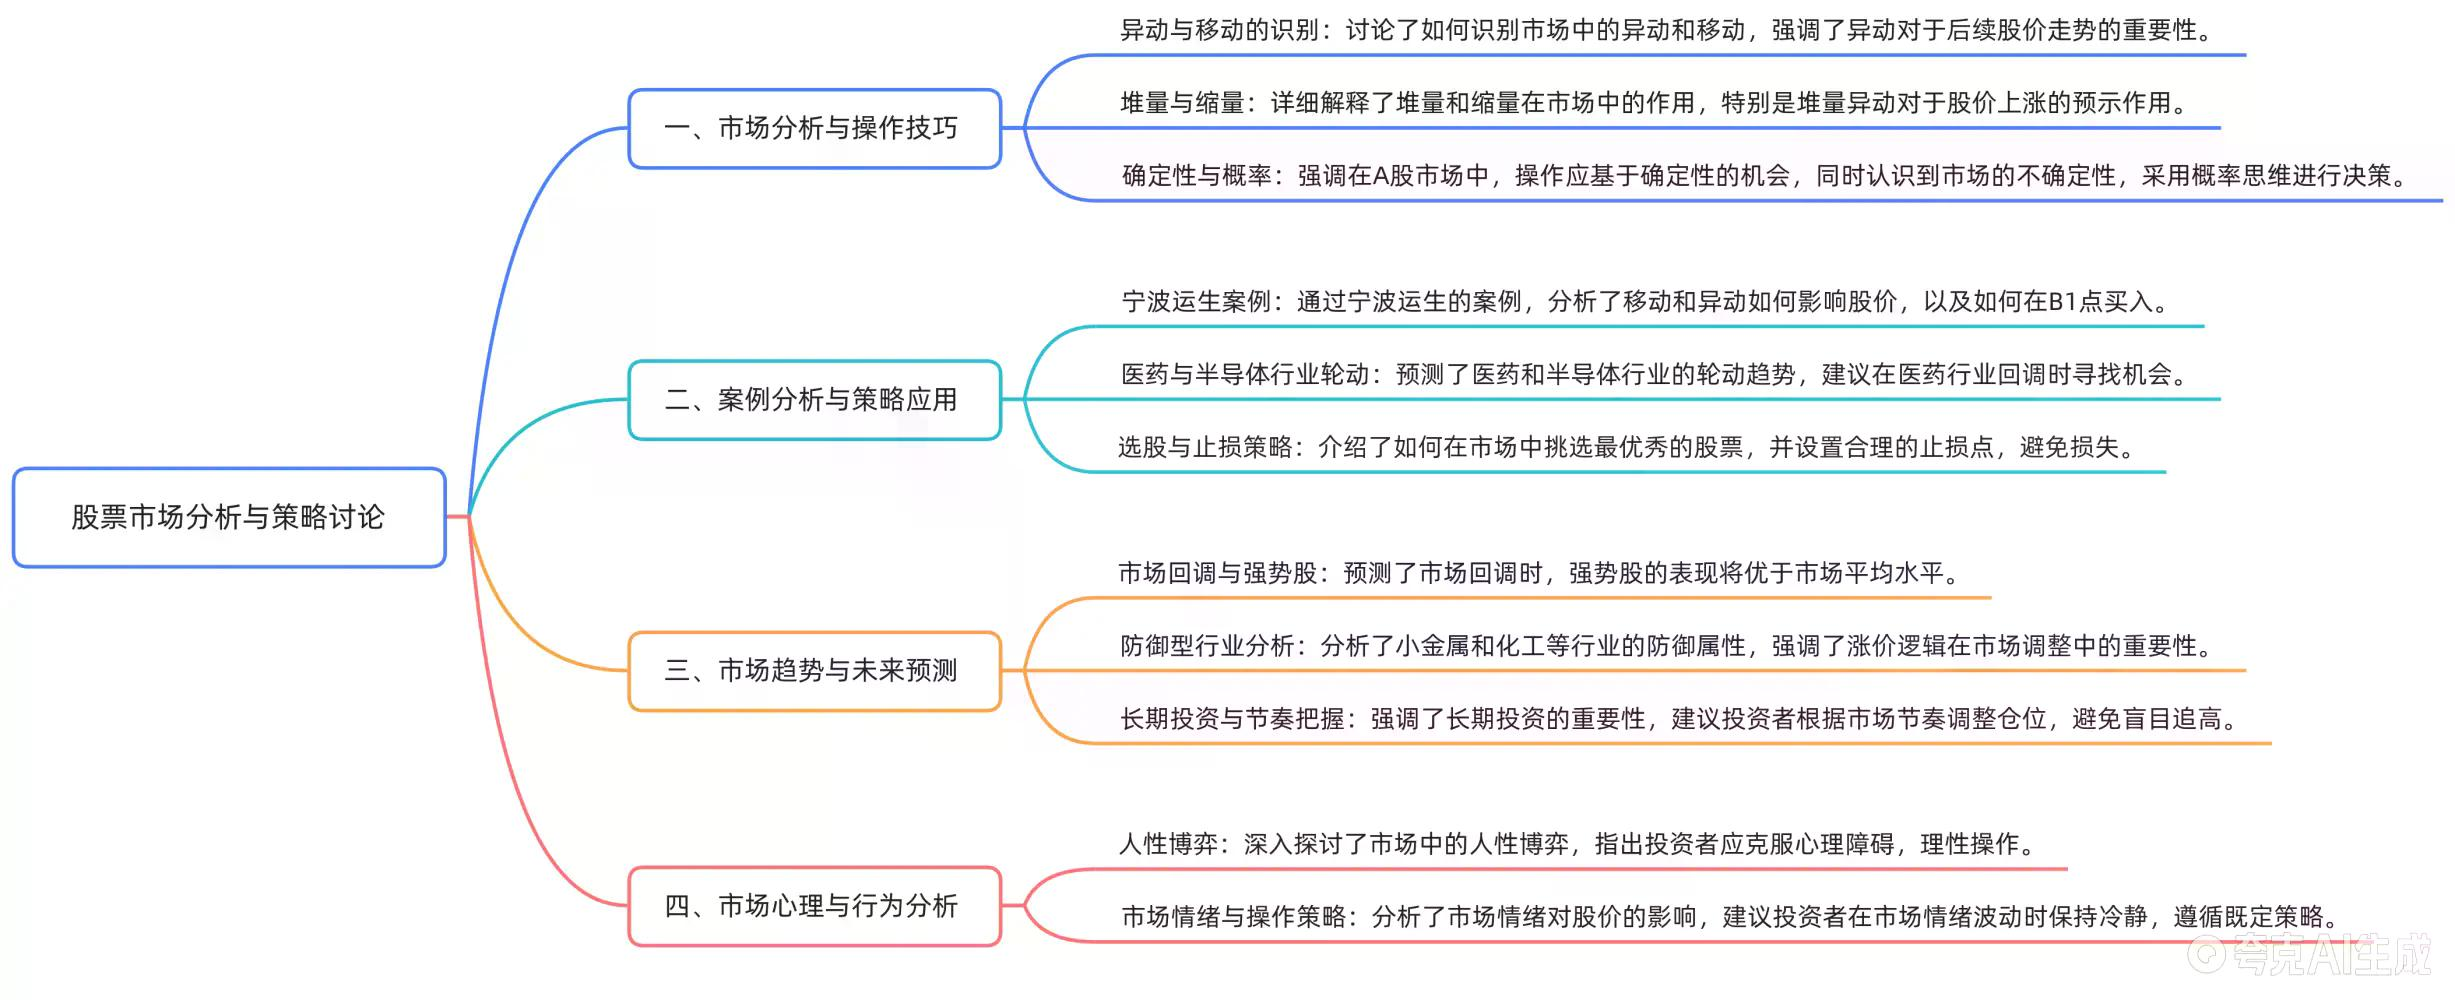 股票市场分析与策略讨论
一、市场分析与操作技巧
异动与移动的识别：讨论了如何识别市场中的异动和移动，强调了异动对于后续股价走势的重要性。
堆量与缩量：详细解释了堆量和缩量在市场中的作用，特别是堆量异动对于股价上涨的预示作用。
确定性与概率：强调在A股市场中，操作应基于确定性的机会，同时认识到市场的不确定性，采用概率思维进行决策。
二、案例分析与策略应用
宁波运生案例：通过宁波运生的案例，分析了移动和异动如何影响股价，以及如何在B1点买入。
医药与半导体行业轮动：预测了医药和半导体行业的轮动趋势，建议在医药行业回调时寻找机会。
选股与止损策略：介绍了如何在市场中挑选最优秀的股票，并设置合理的止损点，避免损失。
三、市场趋势与未来预测
市场回调与强势股：预测了市场回调时，强势股的表现将优于市场平均水平。
防御型行业分析：分析了小金属和化工等行业的防御属性，强调了涨价逻辑在市场调整中的重要性。
长期投资与节奏把握：强调了长期投资的重要性，建议投资者根据市场节奏调整仓位，避免盲目追高。
四、市场心理与行为分析
人性博弈：深入探讨了市场中的人性博弈，指出投资者应克服心理障碍，理性操作。
市场情绪与操作策略：分析了市场情绪对股价的影响，建议投资者在市场情绪波动时保持冷静，遵循既定策略。
夸克AI生成